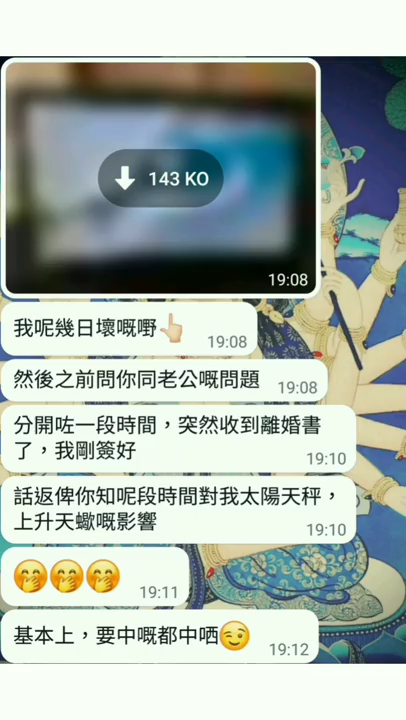 143 KO
19:08
我呢幾日壞嘅嘢👆🏻
19:08
然後之前問你同老公嘅問題
19:08
分開咗一段時間，突然收到離婚書
了，我剛簽好
19:10
話返俾你知呢段時間對我太陽天秤，
上升天蠍嘅影響
19:10
🤭🤭🤭
19:11
基本上，要中嘅都中哂😉
19:12